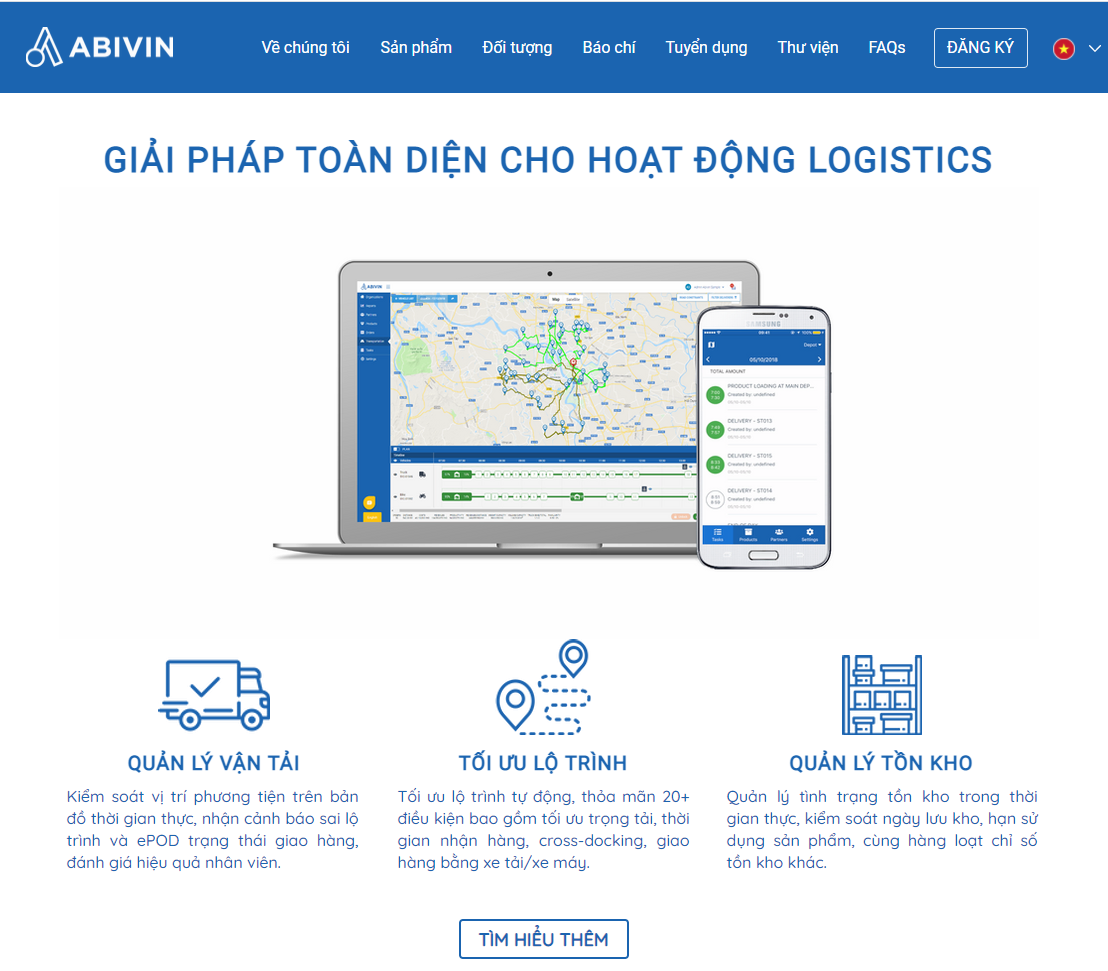 ABIVIN
Về chúng tôi
Sản phẩm
Đối tượng
Báo chí
Tuyển dụng
Thư viện
FAQs
ĐĂNG KÝ
GIẢI PHÁP TOÀN DIỆN CHO HOẠT ĐỘNG LOGISTICS
ABIVIN
Map
Satellite
SAMSUNG
09:41
100%
Depot
05/10/2018
TOTAL AMOUNT
PRODUCT LOADING AT MAIN DEP...
Created by: undefined
DELIVERY - ST013
Created by: undefined
DELIVERY - ST015
Created by: undefined
DELIVERY - ST014
Created by: undefined
Tasks
Products
Partners
Settings
QUẢN LÝ VẬN TẢI
Kiểm soát vị trí phương tiện trên bản
đồ thời gian thực, nhận cảnh báo sai lộ
trình và ePOD trạng thái giao hàng,
đánh giá hiệu quả nhân viên.
TỐI ƯU LỘ TRÌNH
Tối ưu lộ trình tự động, thỏa mãn 20+
điều kiện bao gồm tối ưu trọng tải, thời
gian nhận hàng, cross-docking, giao
hàng bằng xe tải/xe máy.
QUẢN LÝ TỒN KHO
Quản lý tình trạng tồn kho trong thời
gian thực, kiểm soát ngày lưu kho, hạn sử
dụng sản phẩm, cùng hàng loạt chỉ số
tồn kho khác.
TÌM HIỂU THÊM